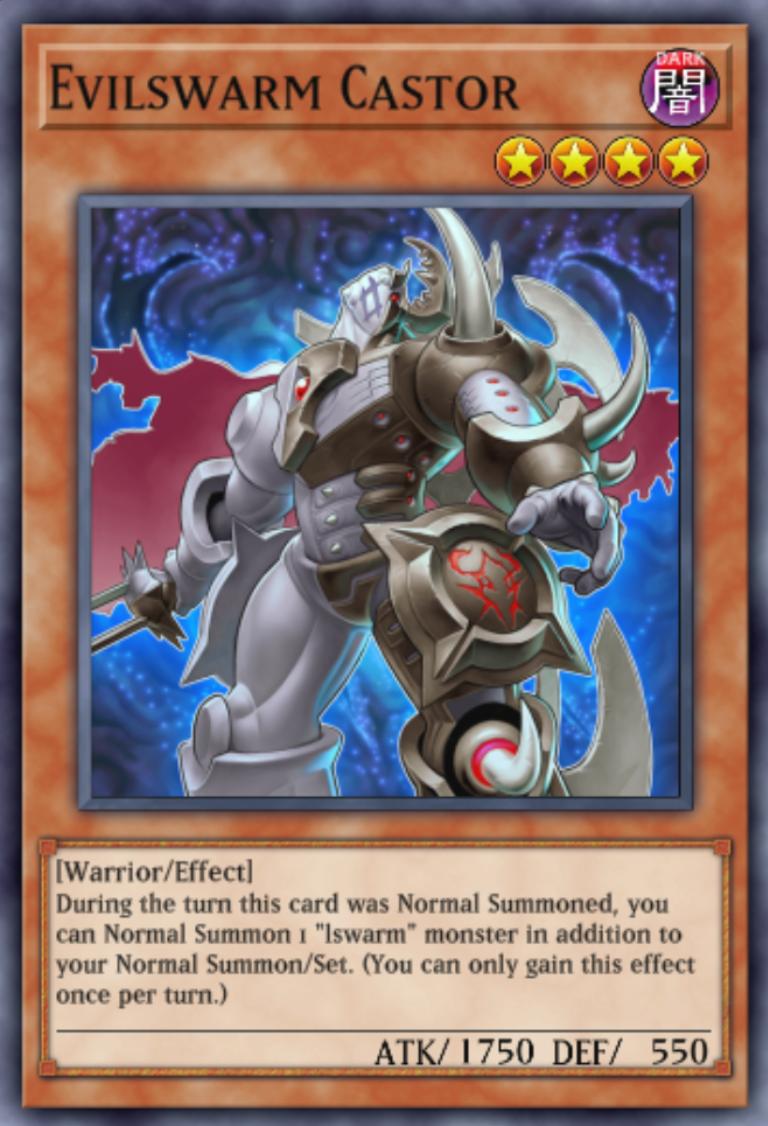 Evilswarm Castor
DARK
闇
[Warrior/Effect]
During the turn this card was Normal Summoned, you
can Normal Summon 1 "lswarm" monster in addition to
your Normal Summon/Set. (You can only gain this effect
once per turn.)
ATK/ 1750 DEF/ 550